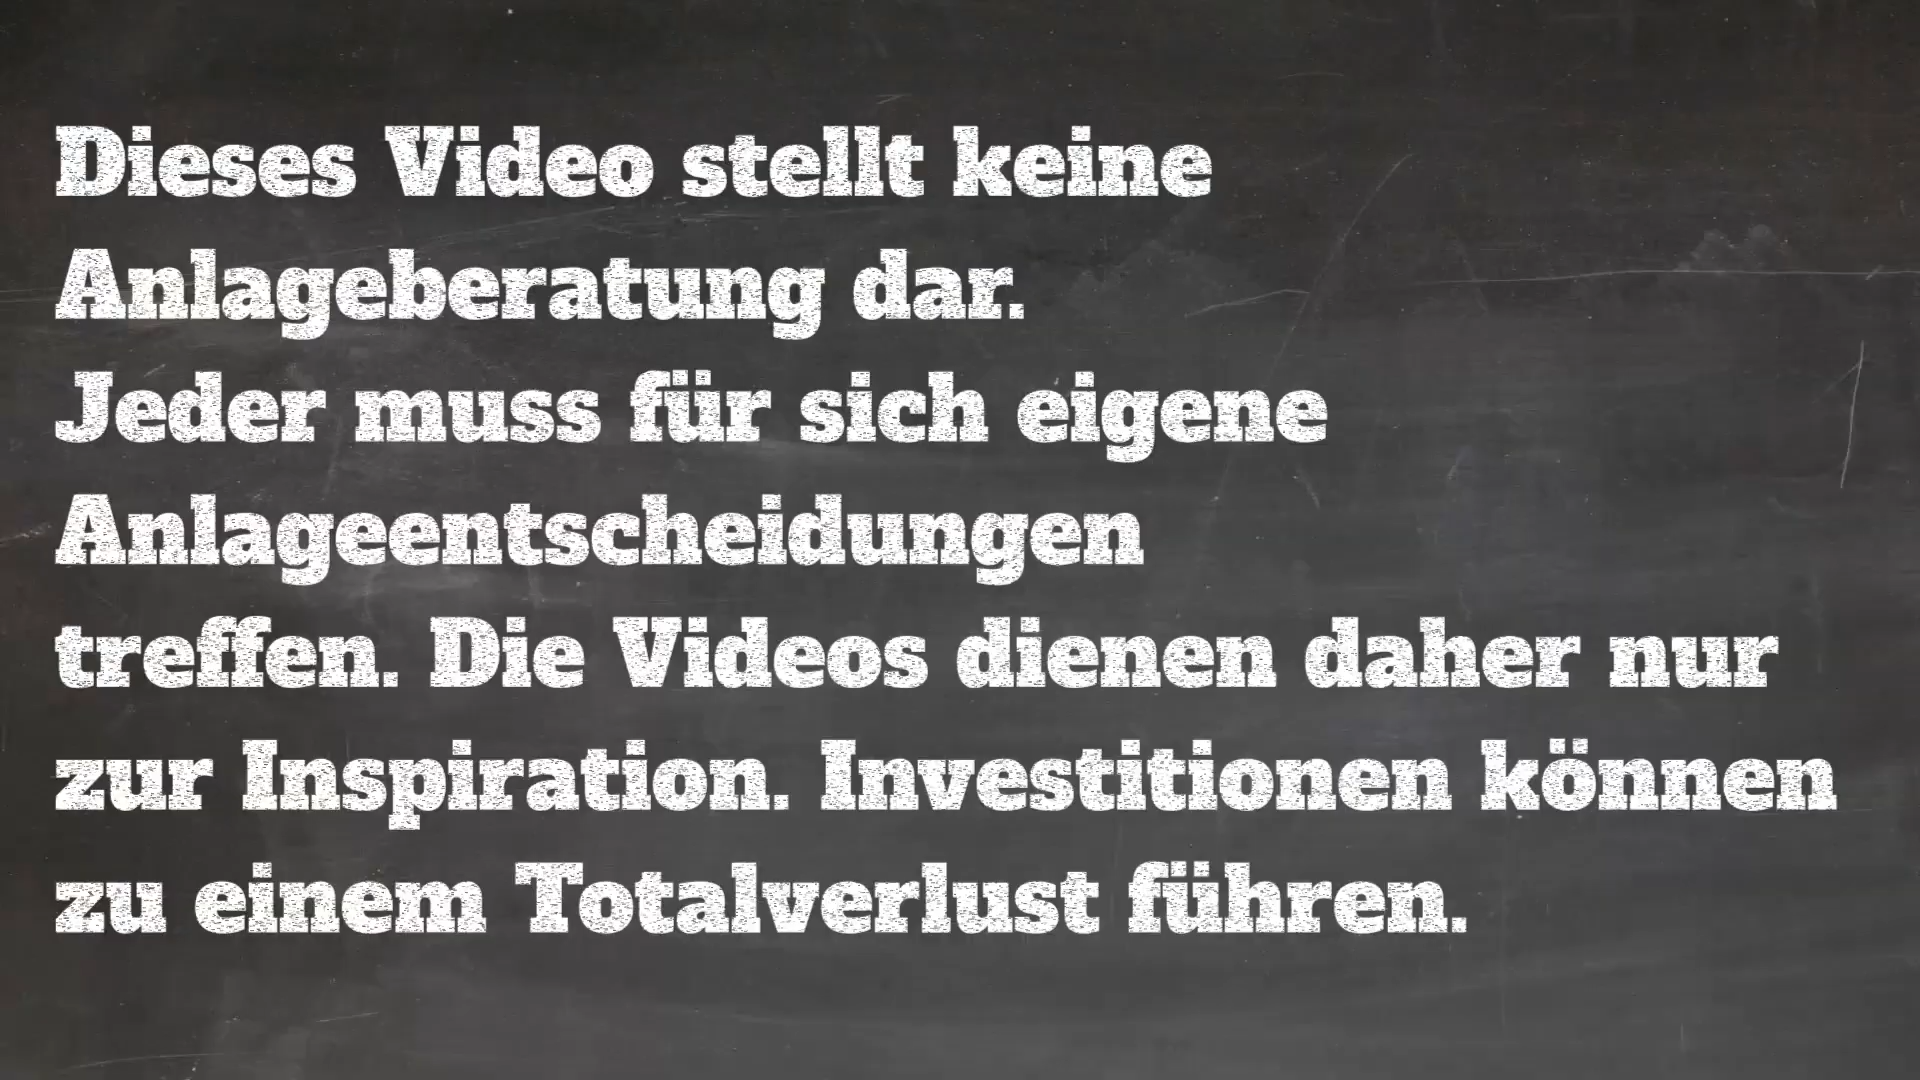 Dieses Video stellt keine
Anlageberatung dar.
Jeder muss für sich eigene
Anlageentscheidungen
treffen. Die Videos dienen daher nur
zur Inspiration. Investitionen können
zu einem Totalverlust führen.